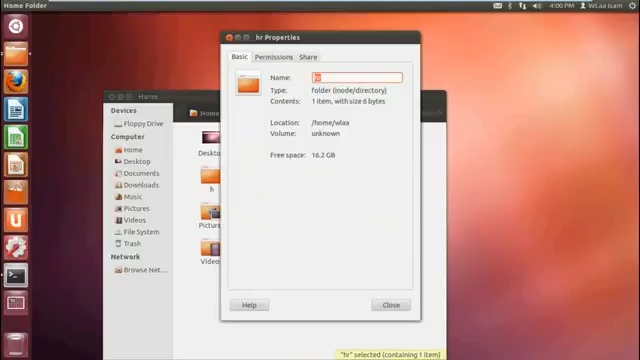 Home Folder
4:00 PM
WLaa Isam
hr Properties
Basic
Permissions
Share
Name:
hr
Type:
folder (inode/directory)
Contents:
1 item, with size 6 bytes
Location:
/home/wlaa
Volume:
unknown
Free space:
16.2 GB
Help
Close
Home
Devices
Floppy Drive
Computer
Home
Desktop
Documents
Downloads
Music
Pictures
Videos
File System
Trash
Network
Browse Net...
Home
Deskto
h
Picture
Video
"hr" selected (containing 1 item)